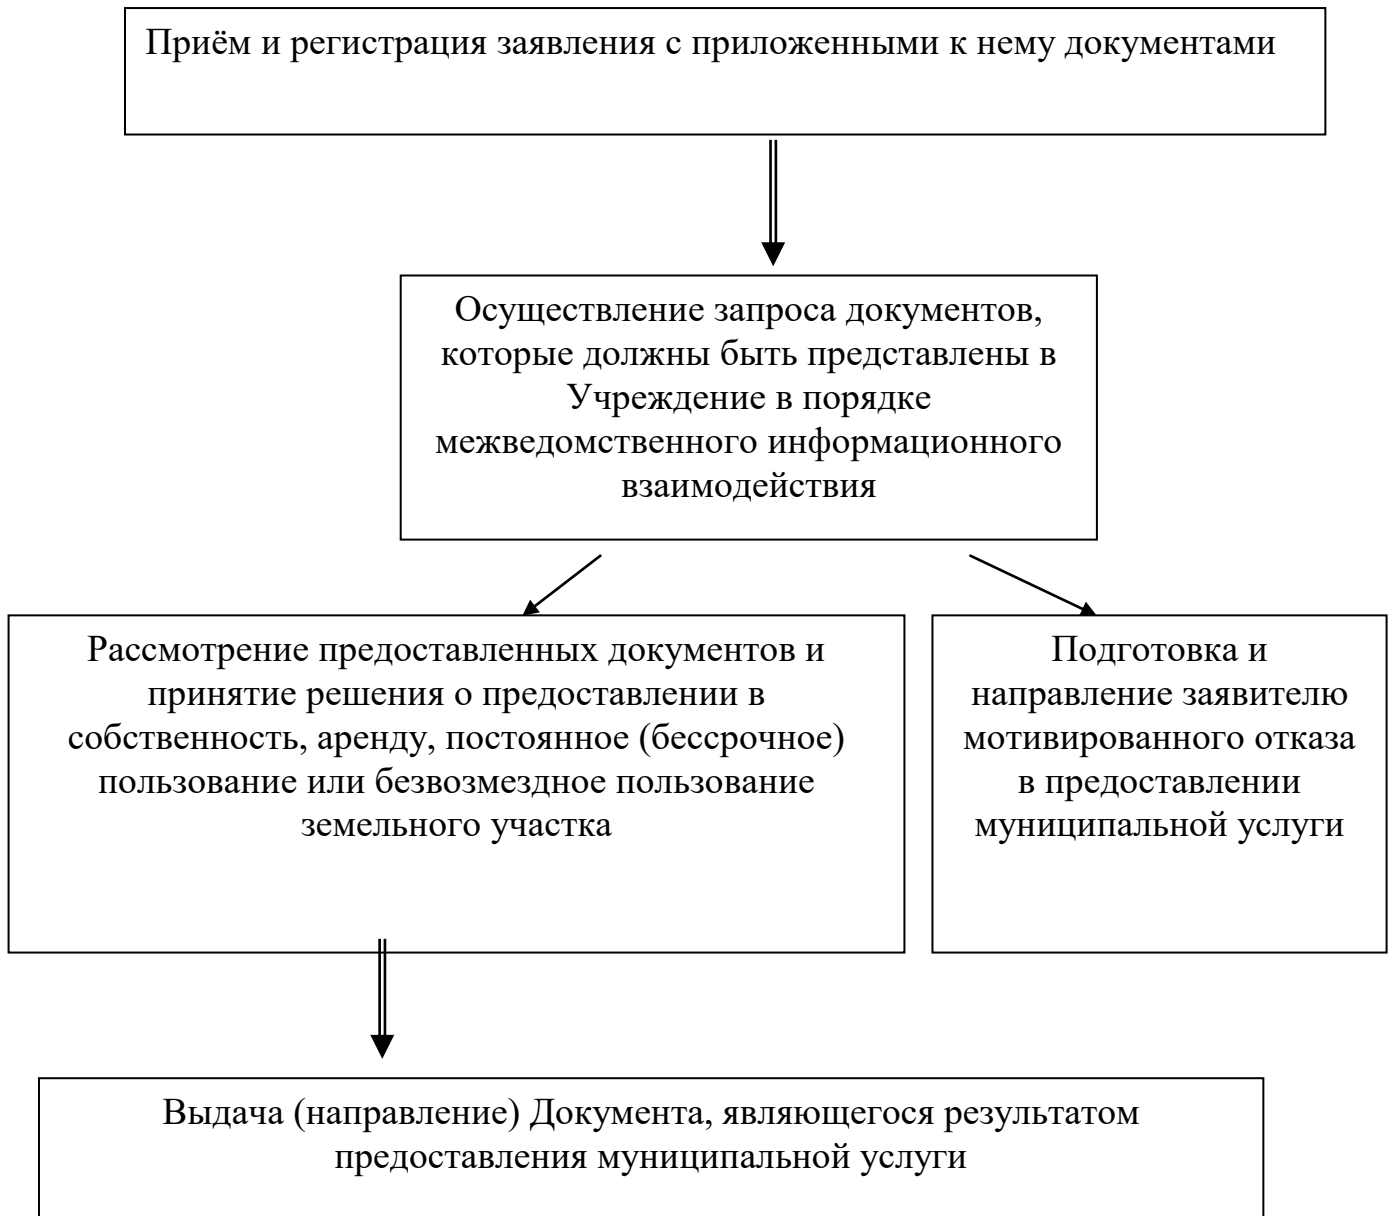 Приём и регистрация заявления с приложенными к нему документами
Осуществление запроса документов,
которые должны быть представлены в
Учреждение в порядке
межведомственного информационного
взаимодействия
Рассмотрение предоставленных документов и
принятие решения о предоставлении в
собственность, аренду, постоянное (бессрочное)
пользование или безвозмездное пользование
земельного участка
Подготовка и
направление заявителю
мотивированного отказа
в предоставлении
муниципальной услуги
Выдача (направление) Документа, являющегося результатом
предоставления муниципальной услуги